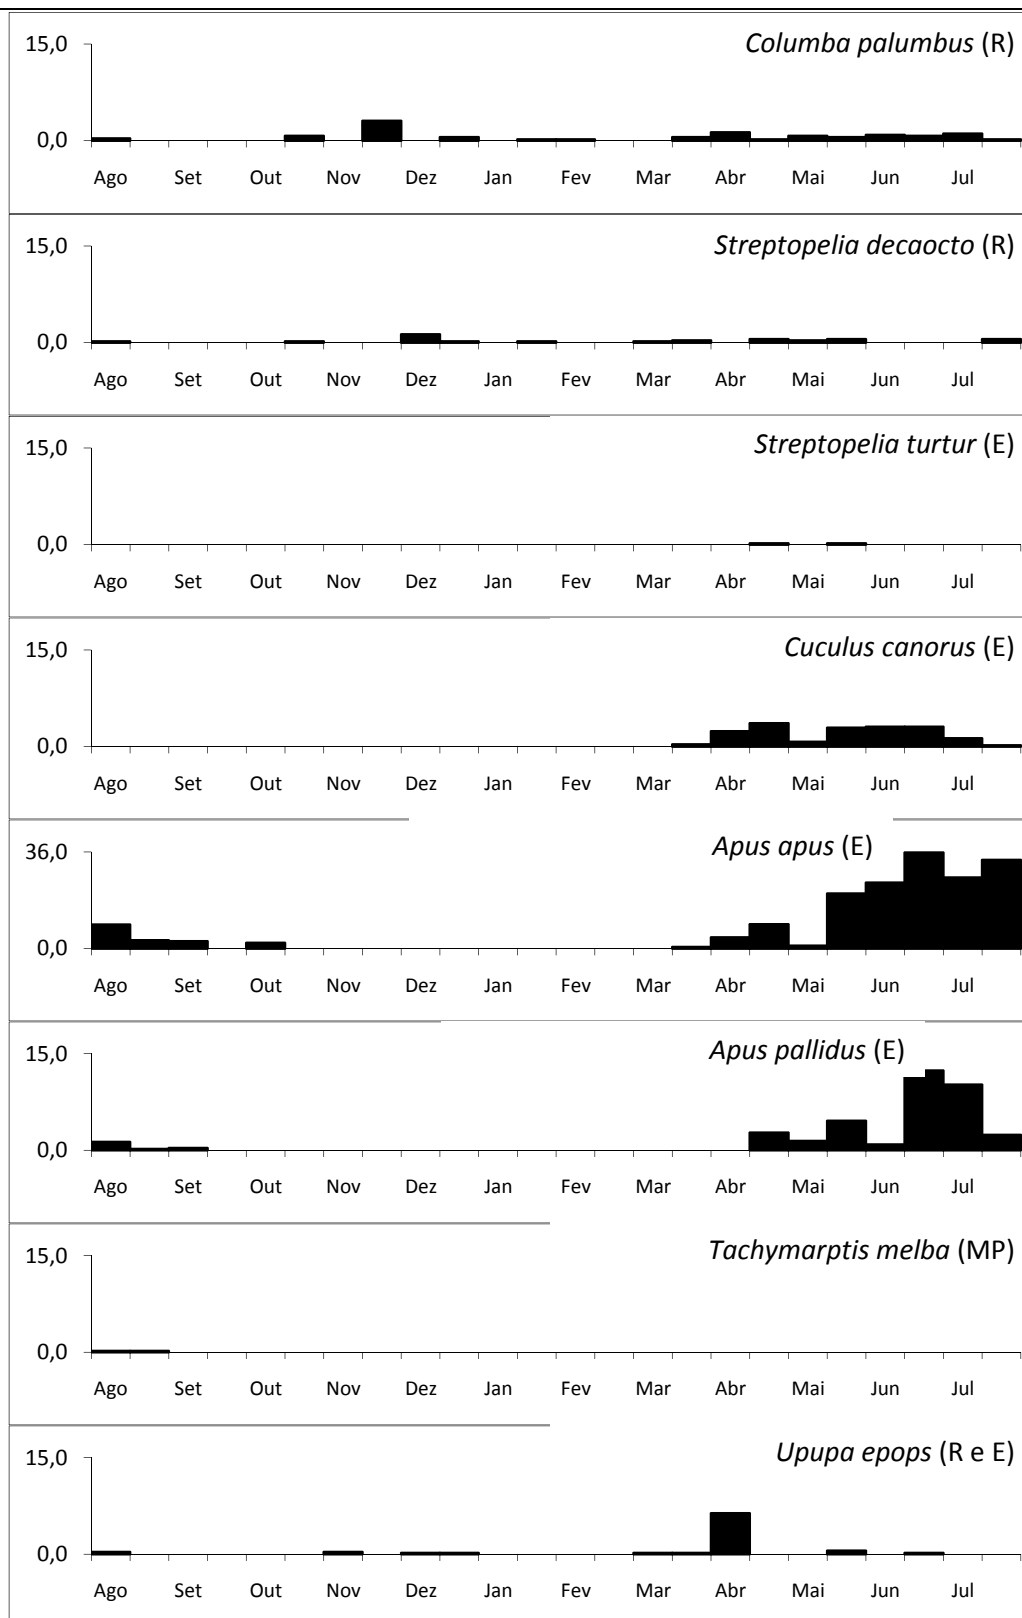 15,0
Columba palumbus (R)
0,0
Ago Set Out Nov Dez Jan Fev Mar Abr Mai Jun Jul
15,0
Streptopelia decaocto (R)
0,0
Ago Set Out Nov Dez Jan Fev Mar Abr Mai Jun Jul
15,0
Streptopelia turtur (E)
0,0
Ago Set Out Nov Dez Jan Fev Mar Abr Mai Jun Jul
15,0
Cuculus canorus (E)
0,0
Ago Set Out Nov Dez Jan Fev Mar Abr Mai Jun Jul
36,0
Apus apus (E)
0,0
Ago Set Out Nov Dez Jan Fev Mar Abr Mai Jun Jul
15,0
Apus pallidus (E)
0,0
Ago Set Out Nov Dez Jan Fev Mar Abr Mai Jun Jul
15,0
Tachymarptis melba (MP)
0,0
Ago Set Out Nov Dez Jan Fev Mar Abr Mai Jun Jul
15,0
Upupa epops (R e E)
0,0
Ago Set Out Nov Dez Jan Fev Mar Abr Mai Jun Jul